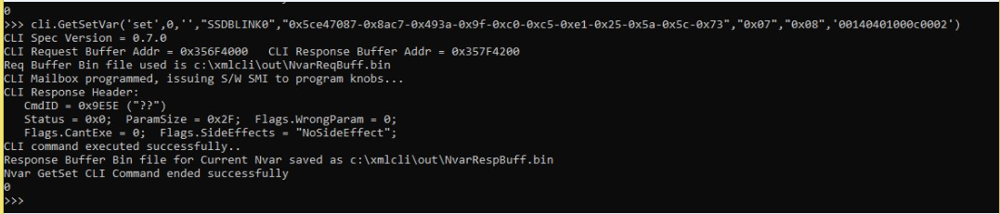 0
>>> cli.GetSetVar('set',0,'',"SSDBLINK0","0x5ce47087-0x8ac7-0x493a-0x9f-0xc0-0xc5-0xe1-0x25-0x5a-0x5c-0x73","0x07","0x08",'00140401000c0002')
CLI Spec Version = 0.7.0
CLI Request Buffer Addr = 0x356F4000   CLI Response Buffer Addr = 0x357F4200
Req Buffer Bin file used is c:\xmlcli\out\NvarReqBuff.bin
CLI Mailbox programmed, issuing S/W SMI to program knobs...
CLI Response Header:
   CmdID = 0x9E5E ("??")
   Status = 0x0;  ParamSize = 0x2F;  Flags.WrongParam = 0;
   Flags.CantExe = 0;  Flags.SideEffects = "NoSideEffect";
CLI command executed successfully..
Response Buffer Bin file for Current Nvar saved as c:\xmlcli\out\NvarRespBuff.bin
Nvar GetSet CLI Command ended successfully
0
>>>